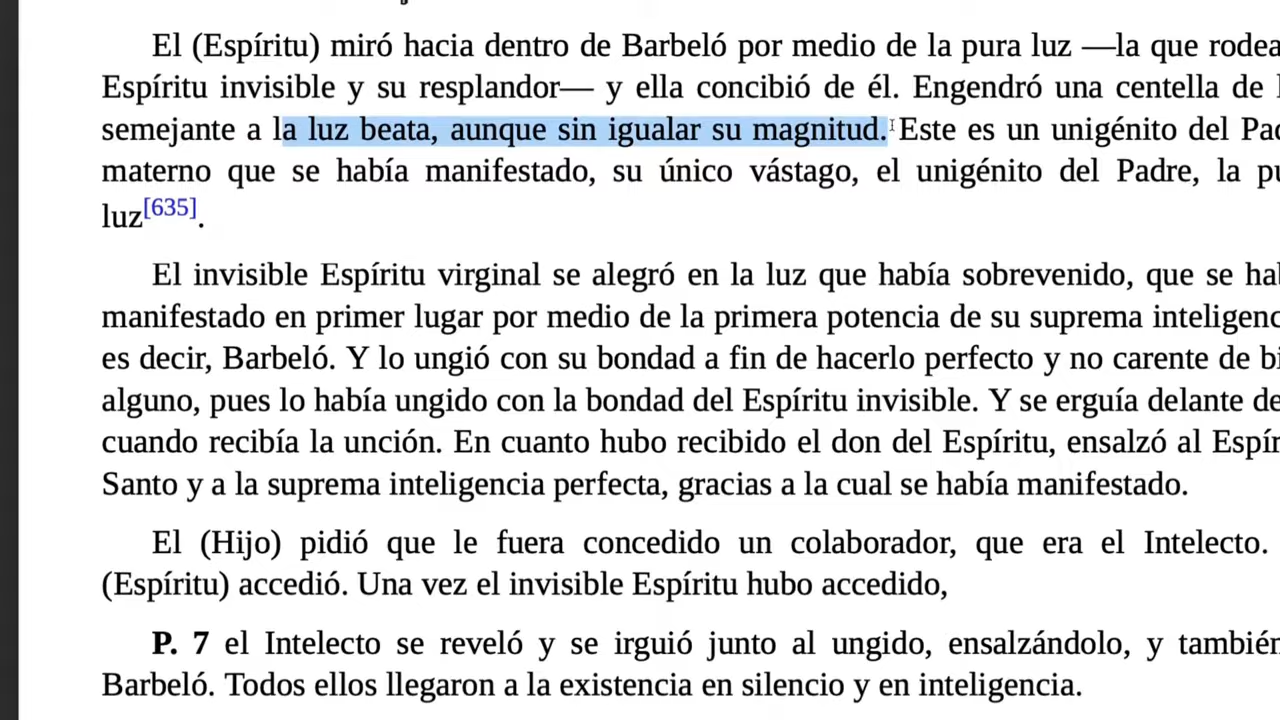 El (Espíritu) miró hacia dentro de Barbeló por medio de la pura luz —la que rodea
Espíritu invisible y su resplandor— y ella concibió de él. Engendró una centella de
semejante a la luz beata, aunque sin igualar su magnitud. Este es un unigénito del
materno que se había manifestado, su único vástago, el unigénito del Padre, la
luz[635].
El invisible Espíritu virginal se alegró en la luz que había sobrevenido, que se
manifestado en primer lugar por medio de la primera potencia de su suprema
es decir, Barbeló. Y lo ungió con su bondad a fin de hacerlo perfecto y no carente de
alguno, pues lo había ungido con la bondad del Espíritu invisible. Y se erguía delante
cuando recibía la unción. En cuanto hubo recibido el don del Espíritu, ensalzó al
Santo y a la suprema inteligencia perfecta, gracias a la cual se había manifestado.
El (Hijo) pidió que le fuera concedido un colaborador, que era el Intelecto.
(Espíritu) accedió. Una vez el invisible Espíritu hubo accedido,
P. 7 el Intelecto se reveló y se irguió junto al ungido, ensalzándolo, y también
Barbeló. Todos ellos llegaron a la existencia en silencio y en inteligencia.